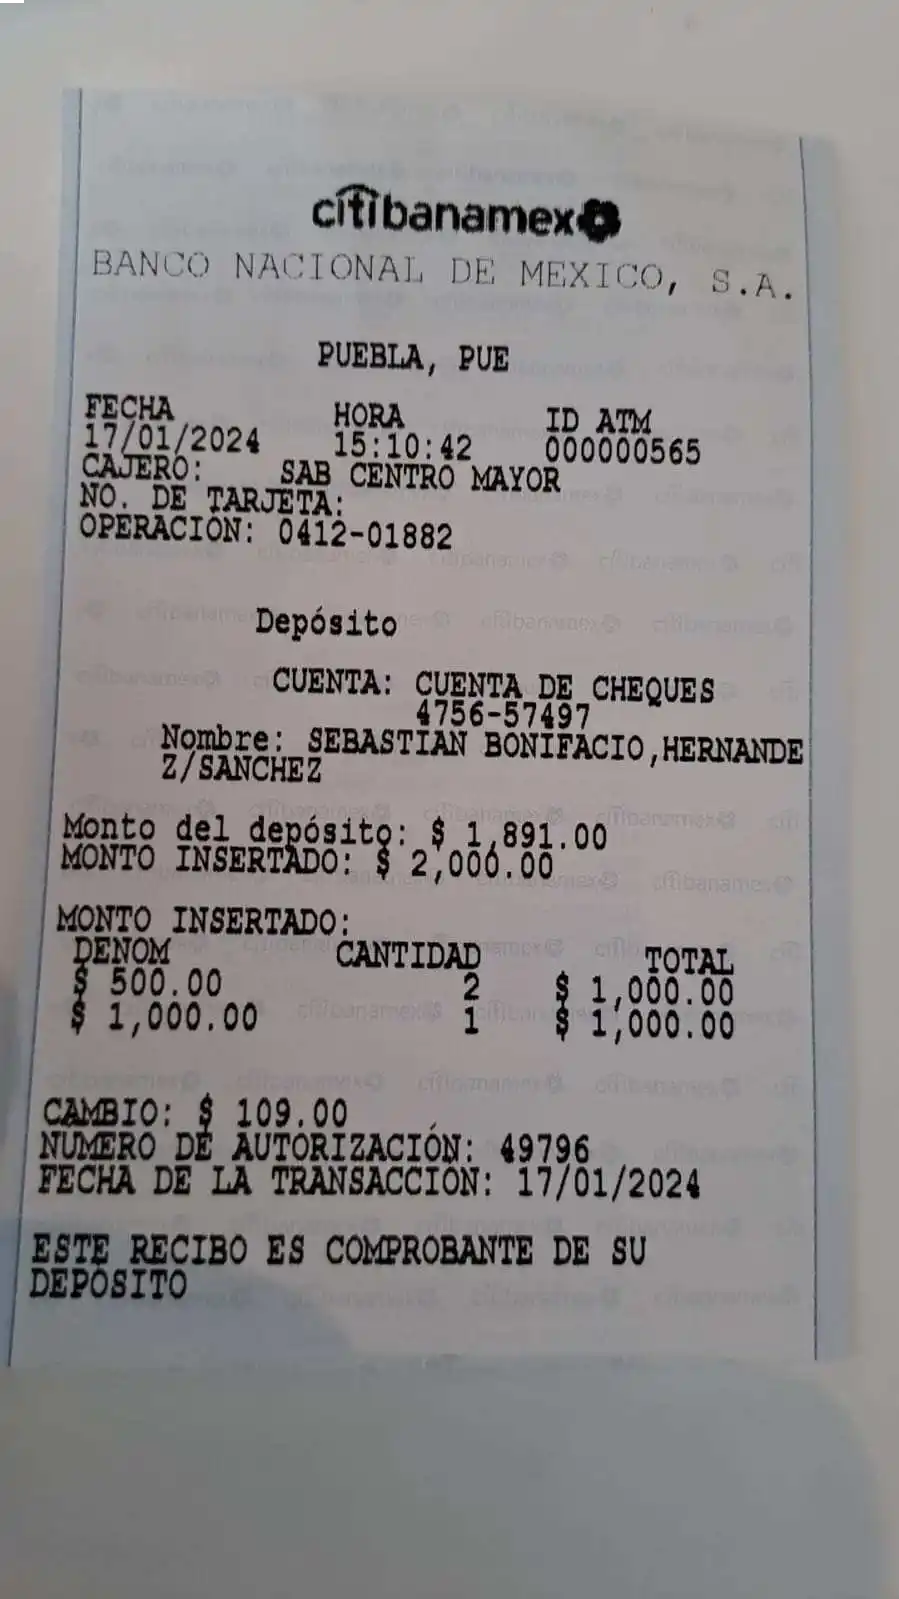 citibanamex
BANCO NACIONAL DE MEXICO, S.A.
PUEBLA, PUE
FECHA HORA ID ATM
17/01/2024 15:10:42 000000565
CAJERO: SAB CENTRO MAYOR
NO. DE TARJETA:
OPERACIÓN: 0412-01882
Depósito
CUENTA: CUENTA DE CHEQUES
4756-57497
Nombre: SEBASTIAN BONIFACIO,HERNANDE
Z/SANCHEZ
Monto del depósito: $ 1,891.00
MONTO INSERTADO: $ 2,000.00
MONTO INSERTADO:
DENOM CANTIDAD TOTAL
$ 500.00 2 $ 1,000.00
$ 1,000.00 1 $ 1,000.00
CAMBIO: $ 109.00
NUMERO DE AUTORIZACIÓN: 49796
FECHA DE LA TRANSACCIÓN: 17/01/2024
ESTE RECIBO ES COMPROBANTE DE SU
DEPÓSITO